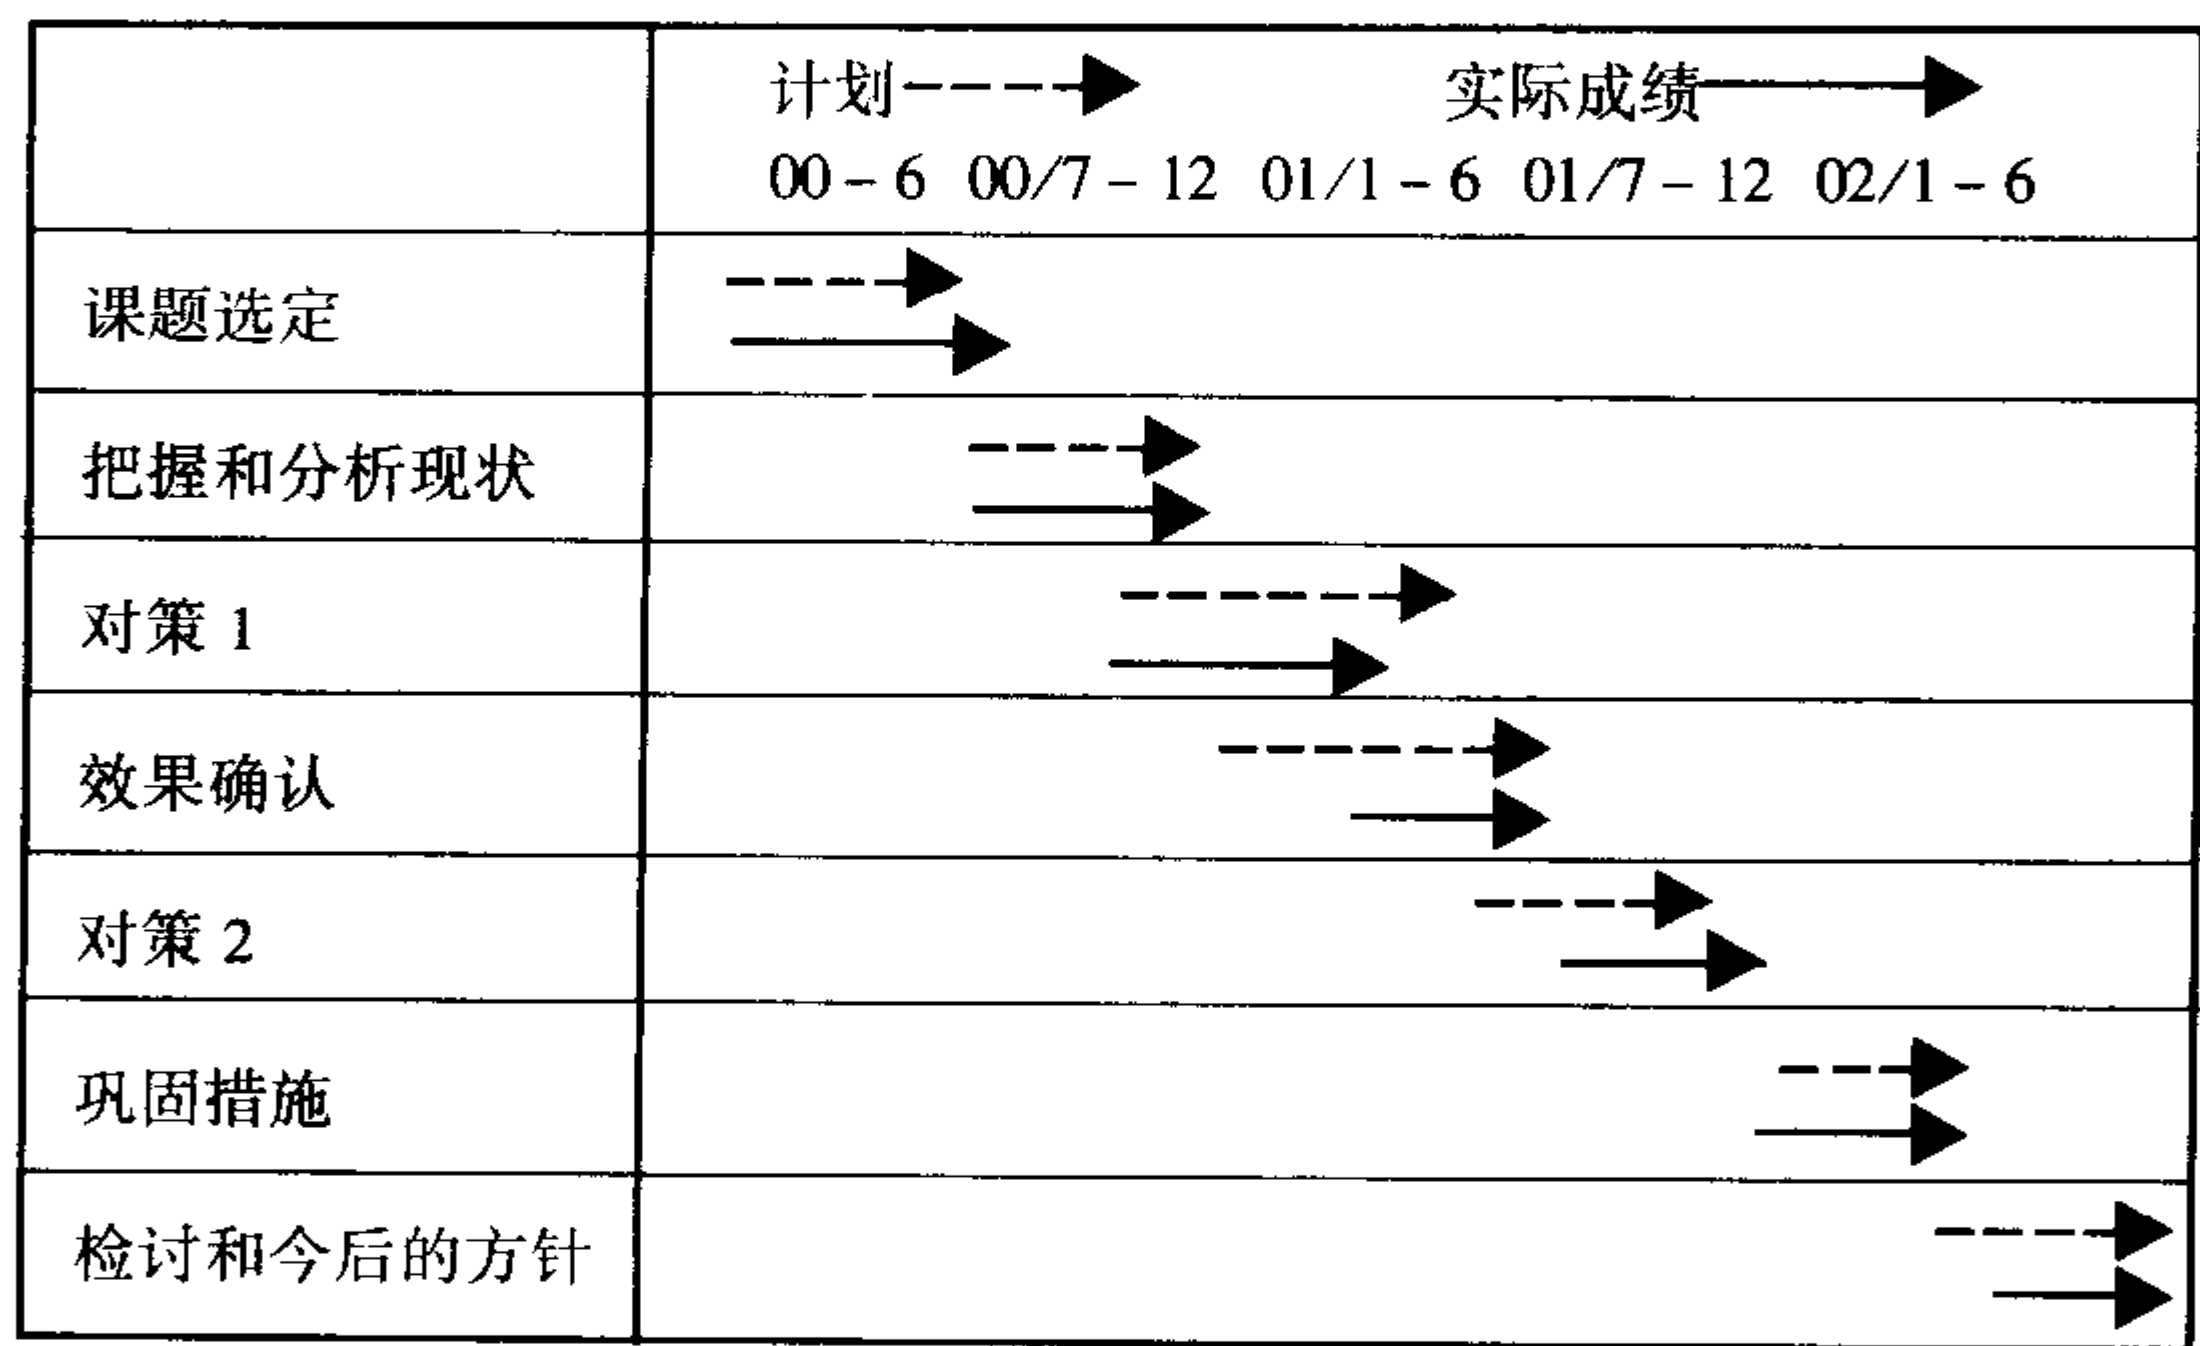 计划 实际成绩
00-6 00/7-12 01/1-6 01/7-12 02/1-6
课题选定
把握和分析现状
对策 1
效果确认
对策 2
巩固措施
检讨和今后的方针